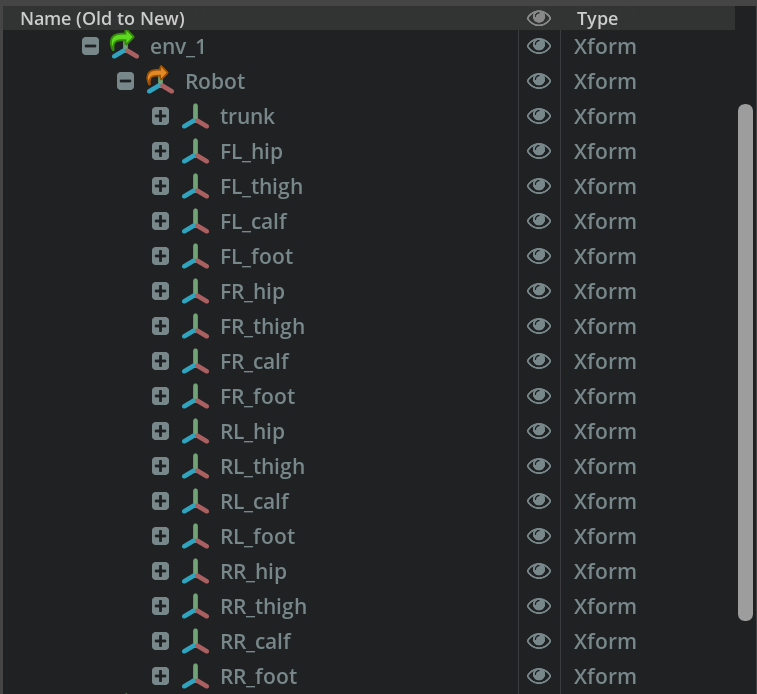 Name (Old to New) Type
env_1 Xform
Robot Xform
trunk Xform
FL_hip Xform
FL_thigh Xform
FL_calf Xform
FL_foot Xform
FR_hip Xform
FR_thigh Xform
FR_calf Xform
FR_foot Xform
RL_hip Xform
RL_thigh Xform
RL_calf Xform
RL_foot Xform
RR_hip Xform
RR_thigh Xform
RR_calf Xform
RR_foot Xform